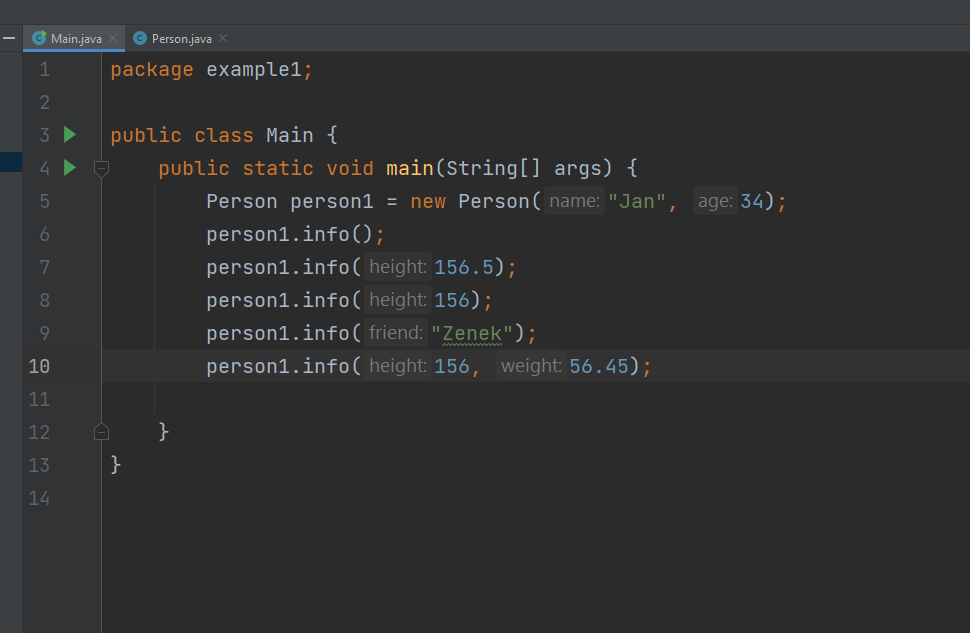 Main.java
Person.java
1 package example1;
2
3 public class Main {
4 public static void main(String[] args) {
5 Person person1 = new Person( name: "Jan", age: 34);
6 person1.info();
7 person1.info( height: 156.5);
8 person1.info( height: 156);
9 person1.info( friend: "Zenek");
10 person1.info( height: 156, weight: 56.45);
11
12 }
13 }
14